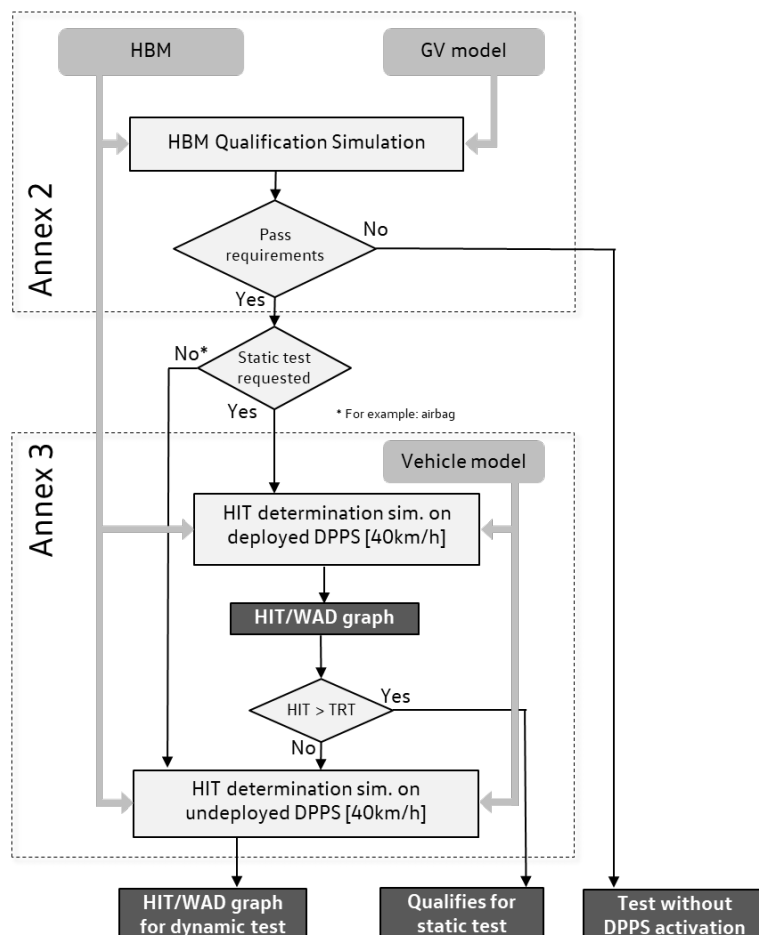 HBM
GV model
HBM Qualification Simulation
Annex 2
Pass
requirements
No
Yes
No*
Static test
requested
Yes
* For example: airbag
Annex 3
Vehicle model
HIT determination sim. on
deployed DPPS [40km/h]
HIT/WAD graph
HIT > TRT
Yes
No
HIT determination sim. on
undeployed DPPS [40km/h]
HIT/WAD graph
for dynamic test
Qualifies for
static test
Test without
DPPS activation